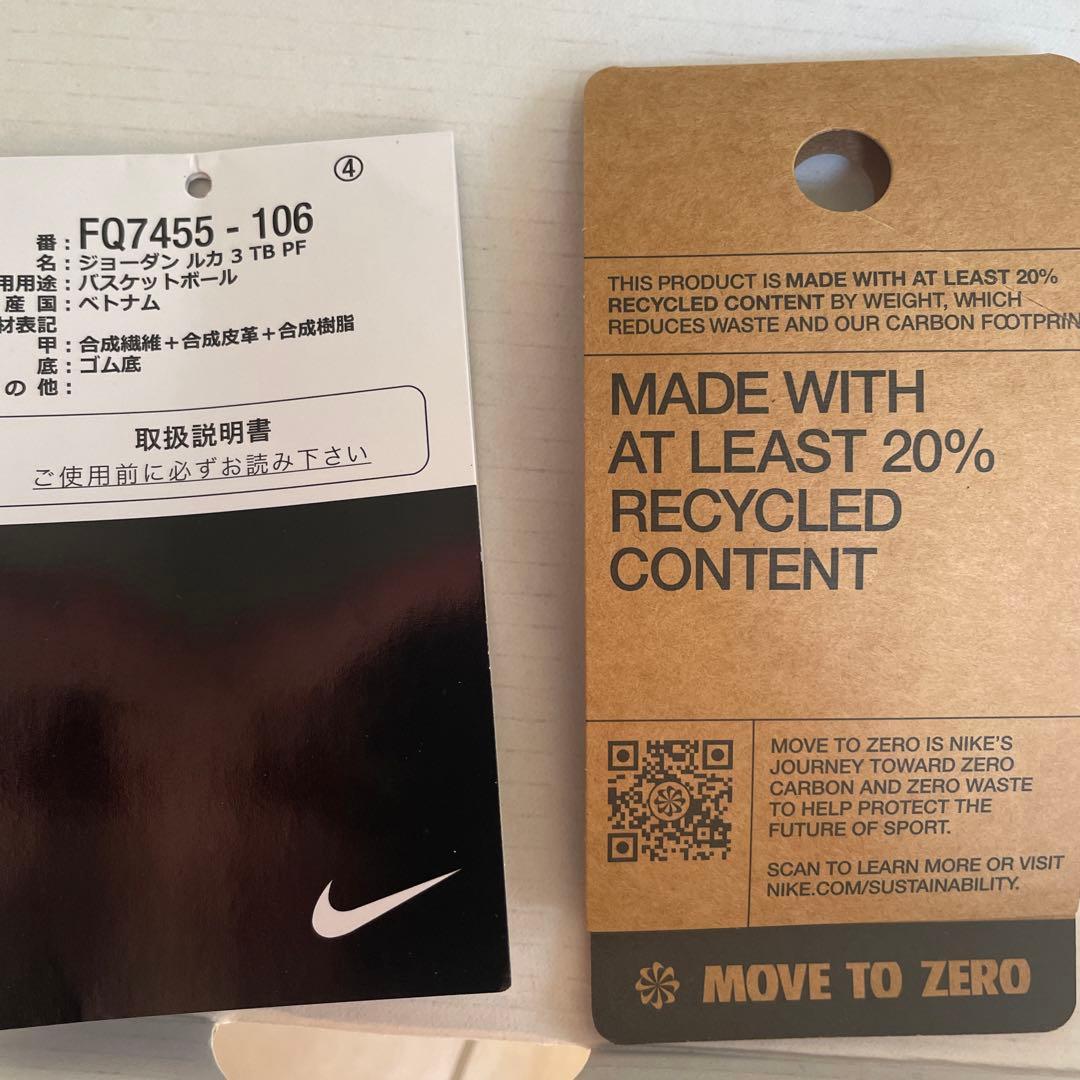 ④
番：FQ7455 - 106
名：ジョーダン ルカ 3 TB PF
用用途：バスケットボール
産 国：ベトナム
材表記
甲：合成繊維＋合成皮革＋合成樹脂
底：ゴム底
の 他：
取扱説明書
ご使用前に必ずお読み下さい
THIS PRODUCT IS MADE WITH AT LEAST 20%
RECYCLED CONTENT BY WEIGHT, WHICH
REDUCES WASTE AND OUR CARBON FOOTPRIN
MADE WITH
AT LEAST 20%
RECYCLED
CONTENT
MOVE TO ZERO IS NIKE'S
JOURNEY TOWARD ZERO
CARBON AND ZERO WASTE
TO HELP PROTECT THE
FUTURE OF SPORT.
SCAN TO LEARN MORE OR VISIT
NIKE.COM/SUSTAINABILITY.
MOVE TO ZERO